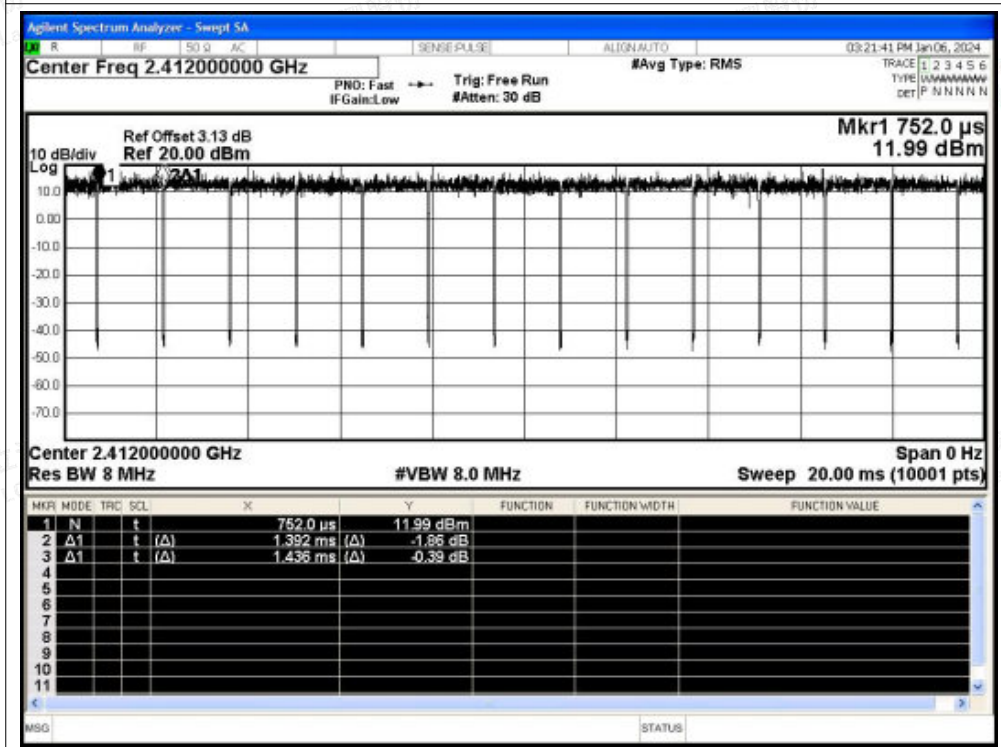 Agilent Spectrum Analyzer - Swept SA
R RF 50 Ω AC SENSE:PULSE ALIGNAUTO 03:21:41 PM Jan 06, 2024
Center Freq 2.412000000 GHz #Avg Type: RMS TRACE 1 2 3 4 5 6
PNO: Fast Trig: Free Run TYPE
IFGain:Low #Atten: 30 dB DET P N N N N N
Mkr1 752.0 µs
Ref Offset 3.13 dB
10 dB/div Ref 20.00 dBm 11.99 dBm
Log
1 2Δ1
10.0
0.00
-10.0
-20.0
-30.0
-40.0
-50.0
-60.0
-70.0
Center 2.412000000 GHz Span 0 Hz
Res BW 8 MHz #VBW 8.0 MHz Sweep 20.00 ms (10001 pts)
MKR MODE TRC SCL X Y FUNCTION FUNCTION WIDTH FUNCTION VALUE
1 N t 752.0 µs 11.99 dBm
2 Δ1 t (Δ) 1.392 ms (Δ) -1.86 dB
3 Δ1 t (Δ) 1.436 ms (Δ) -0.39 dB
4
5
6
7
8
9
10
11
MSG STATUS